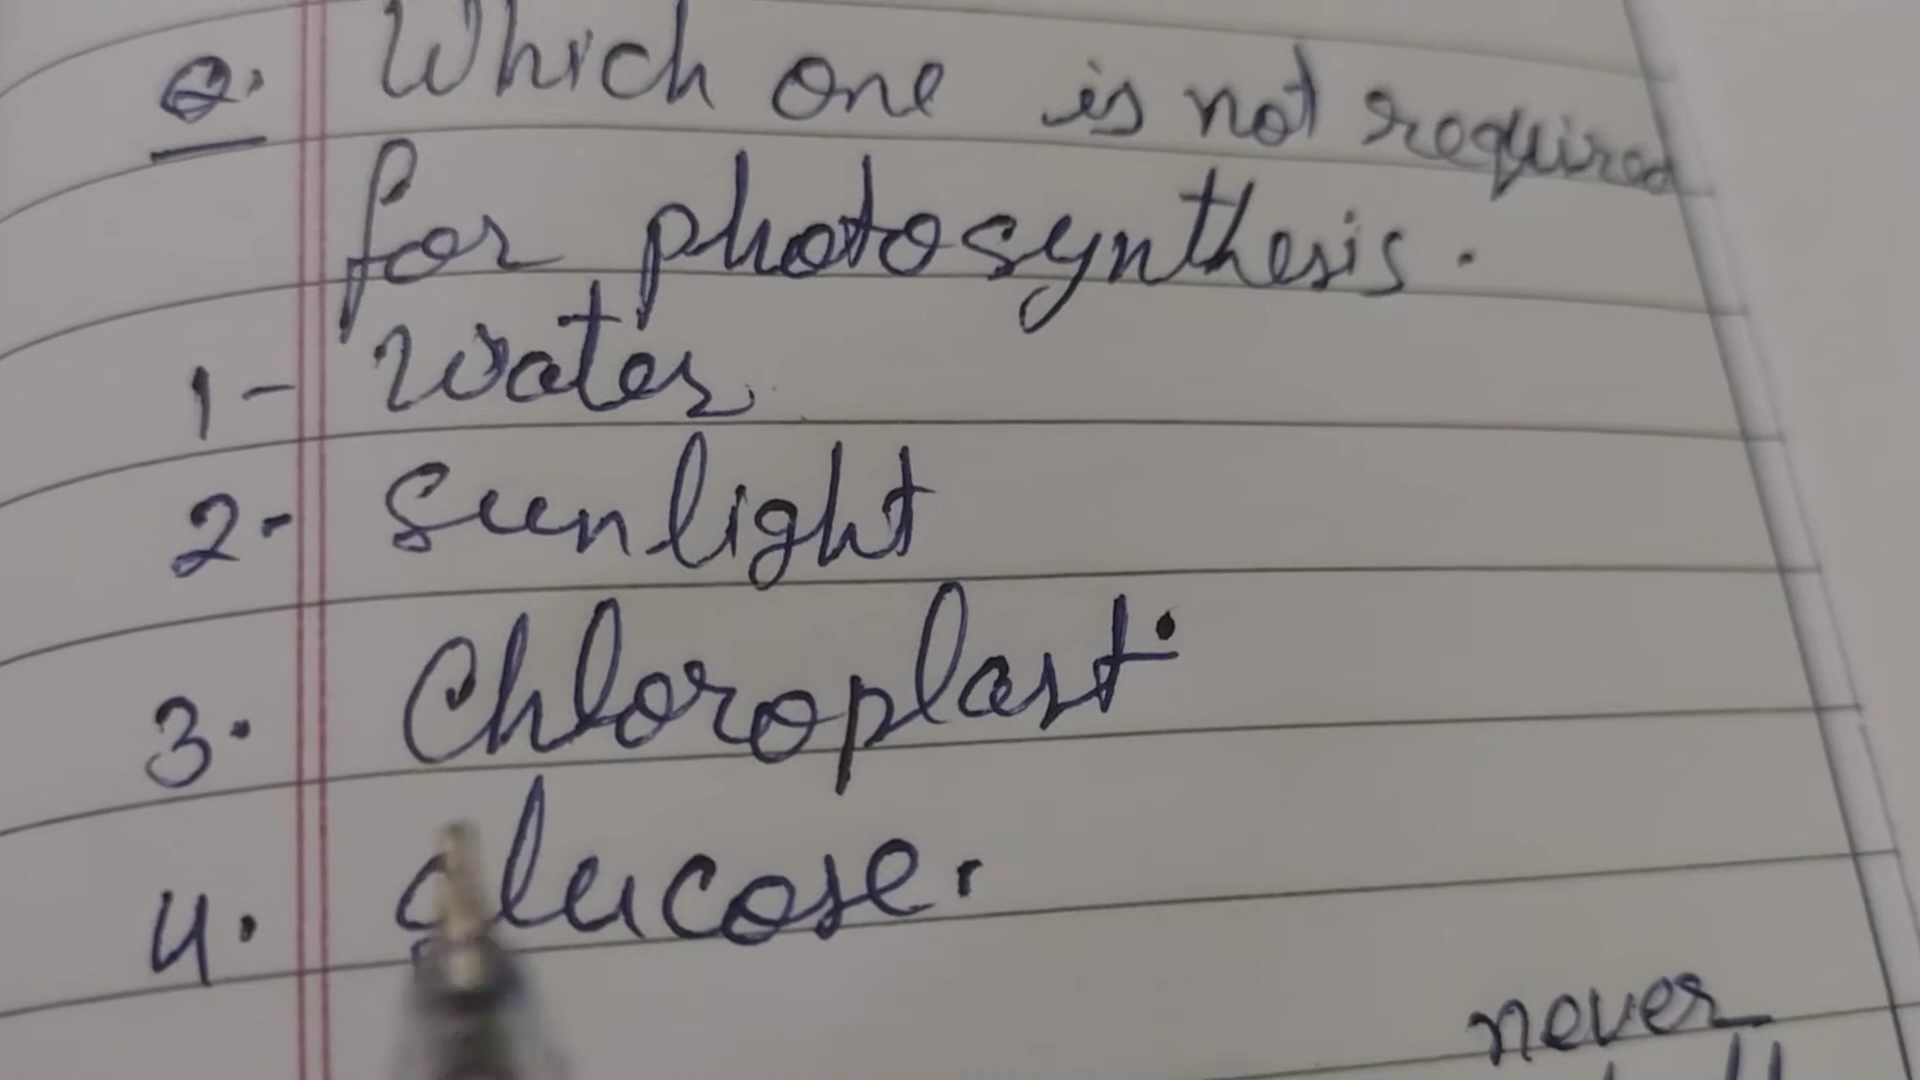 Q. Which one is not required
for photosynthesis.
1- Water
2- Sunlight
3. Chloroplast.
4. glucose.
never